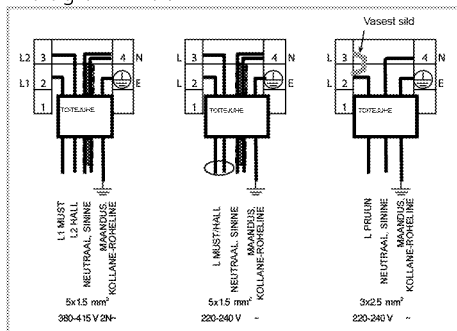 Vasest sild
L2 3 4 N
L1 2 E
1
TOITEJUHE
L1 MUST
L2 HALL
NEUTRAAL, SININE
MAANDUS,
KOLLANE-ROHELINE
5x1.5 mm²
380-415 V 2N~
L 3 4 N
L 2 E
1
TOITEJUHE
L MUST/HALL
NEUTRAAL, SININE
MAANDUS,
KOLLANE-ROHELINE
5x1.5 mm²
220-240 V ~
L 3 4 N
L 2 E
1
TOITEJUHE
L PRUUN
NEUTRAAL, SININE
MAANDUS,
KOLLANE-ROHELINE
3x2.5 mm²
220-240 V ~